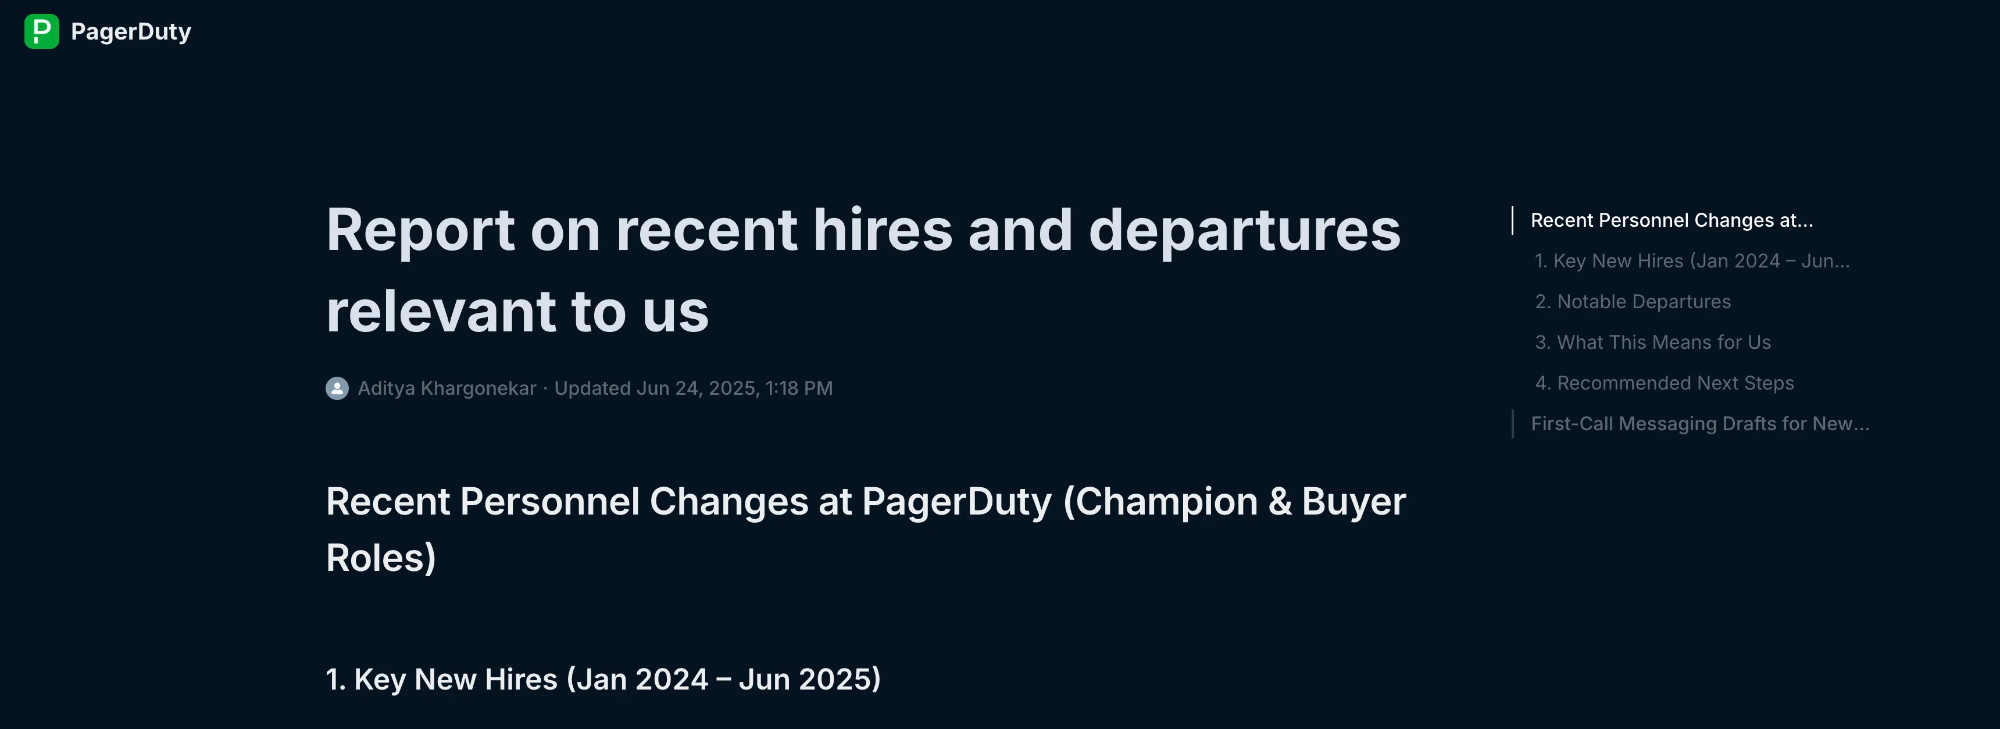 PagerDuty
Report on recent hires and departures
relevant to us
Aditya Khargonekar · Updated Jun 24, 2025, 1:18 PM
Recent Personnel Changes at PagerDuty (Champion & Buyer
Roles)
1. Key New Hires (Jan 2024 – Jun 2025)
Recent Personnel Changes at...
1. Key New Hires (Jan 2024 – Jun...
2. Notable Departures
3. What This Means for Us
4. Recommended Next Steps
First-Call Messaging Drafts for New...